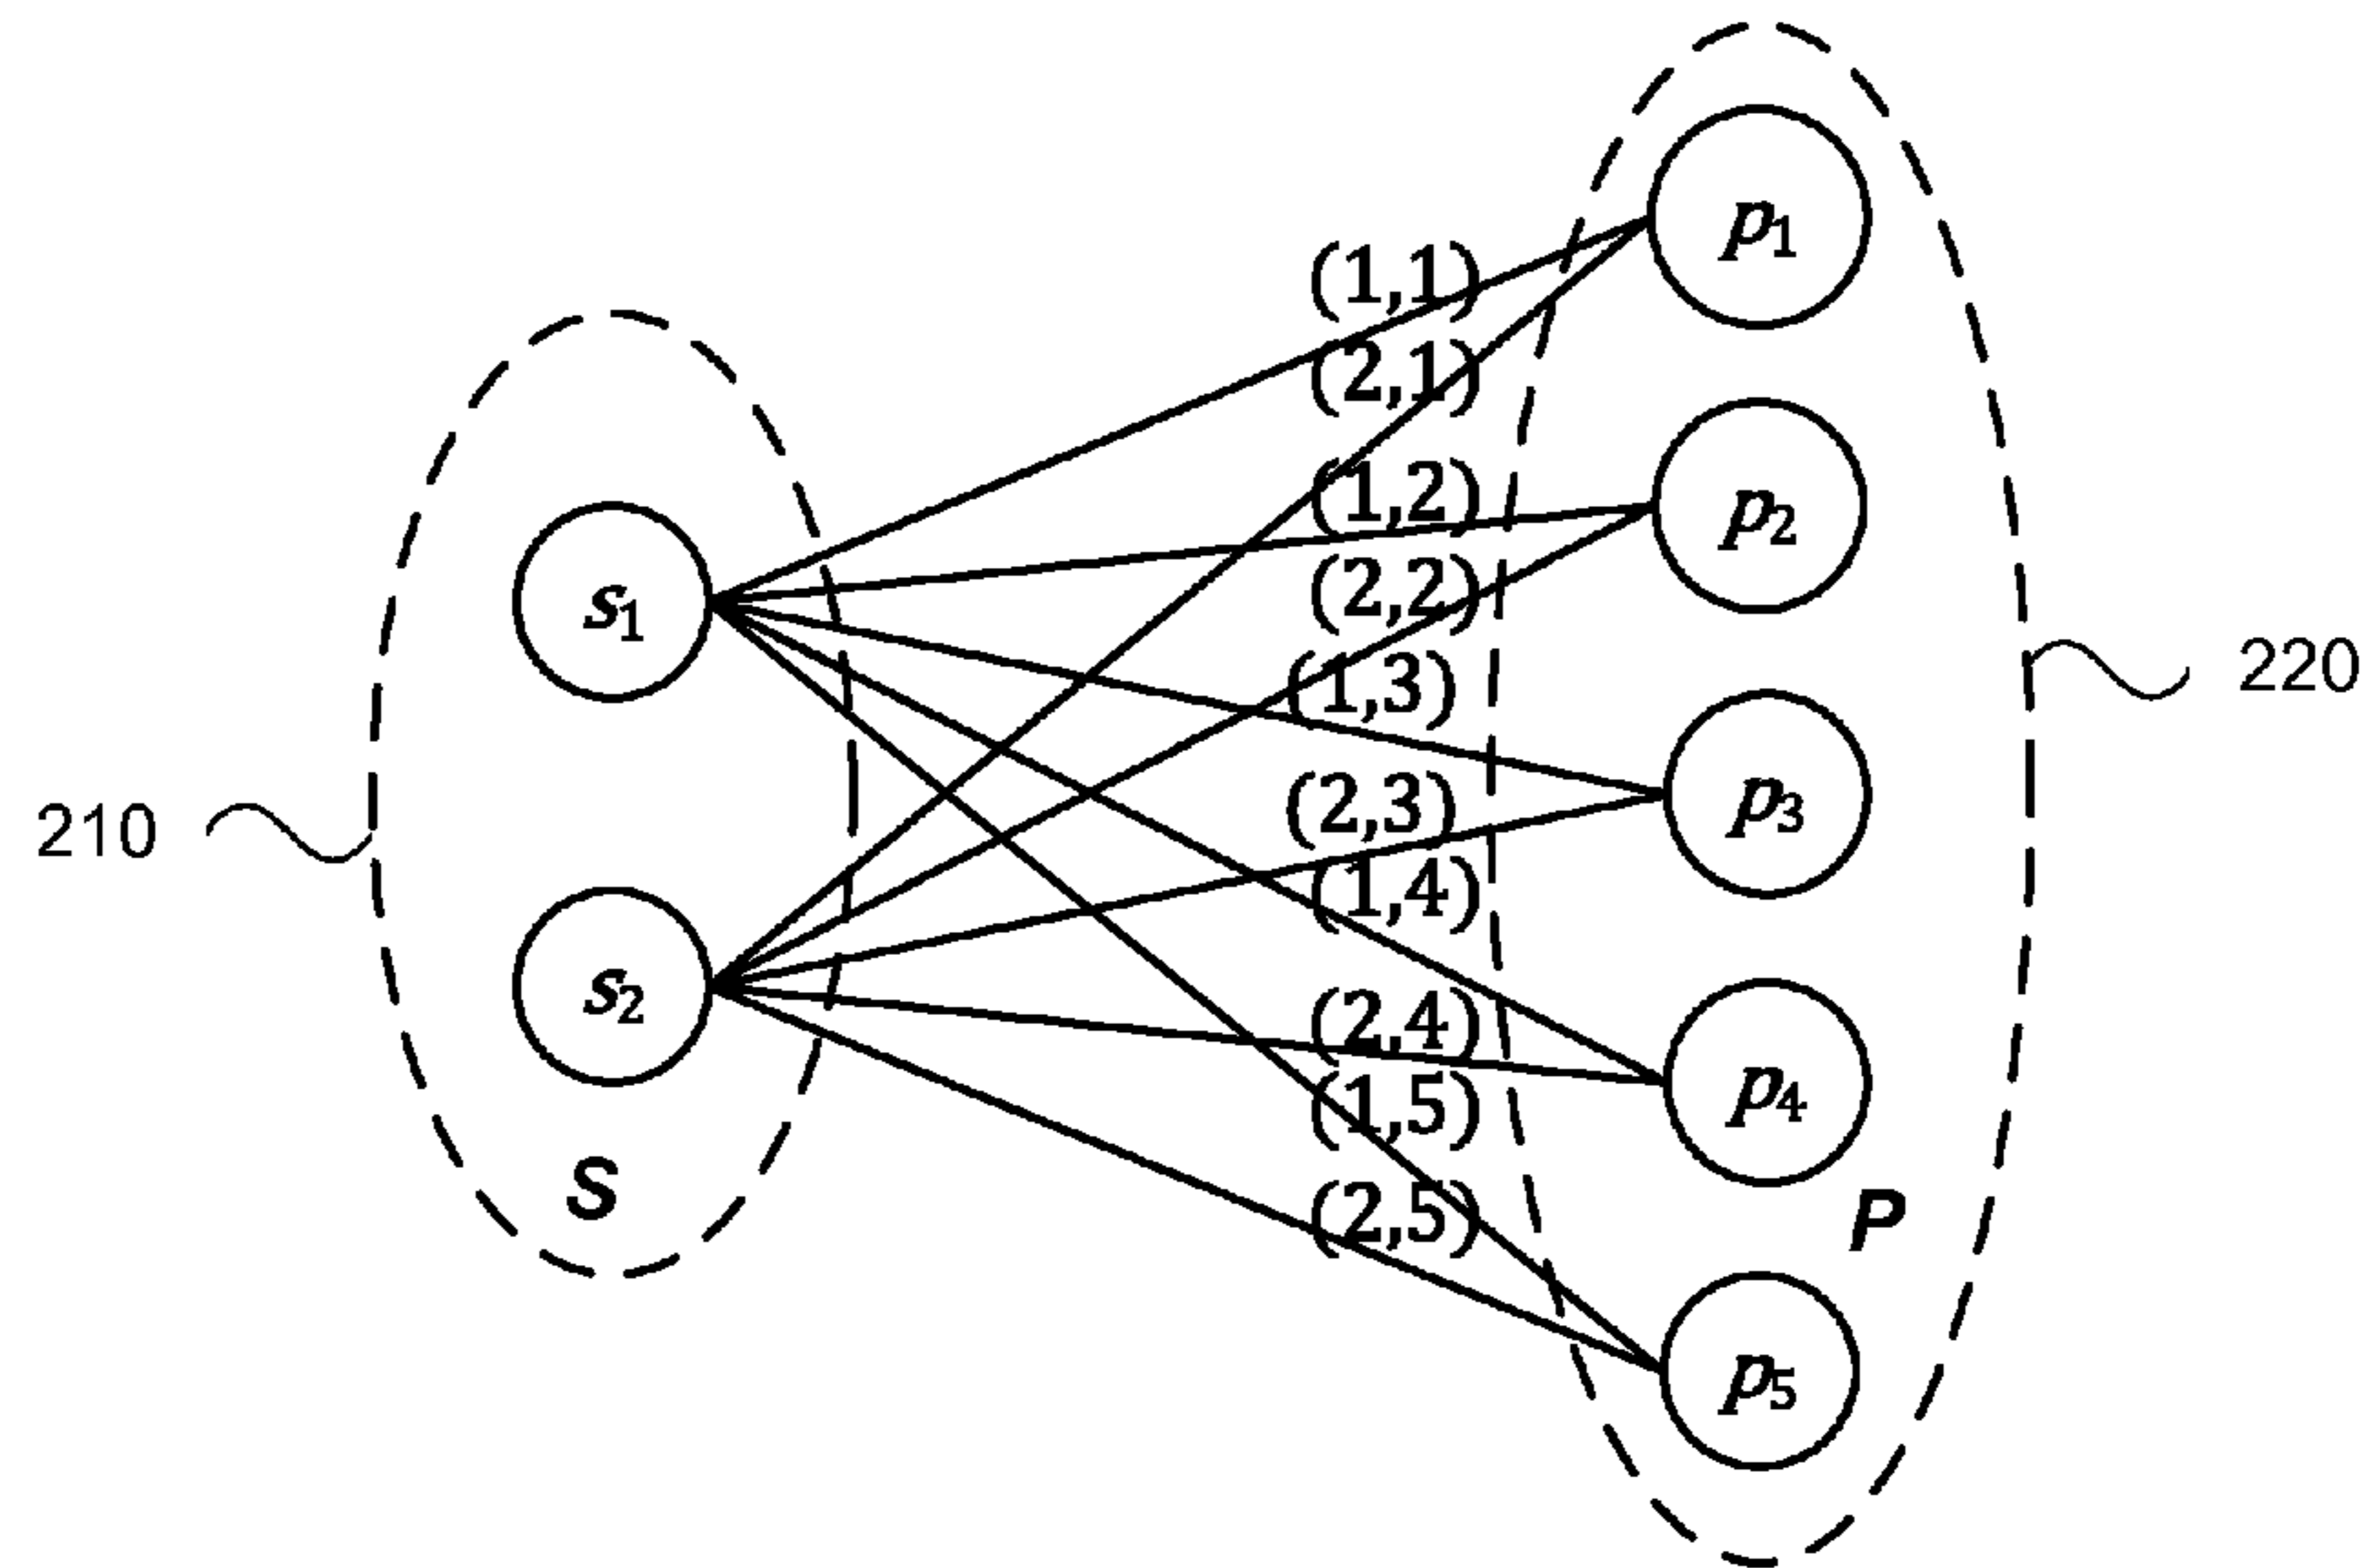 p1
(1,1)
(2,1)
(1,2)
p2
(2,2)
s1
(1,3)
220
(2,3)
p3
210
(1,4)
s2
(2,4)
p4
(1,5)
S
(2,5)
P
p5